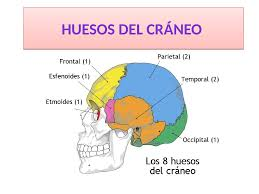 HUESOS DEL CRÁNEO
Parietal (2)
Frontal (1)
Esfenoides (1)
Temporal (2)
Etmoides (1)
Occipital (1)
Los 8 huesos
del cráneo